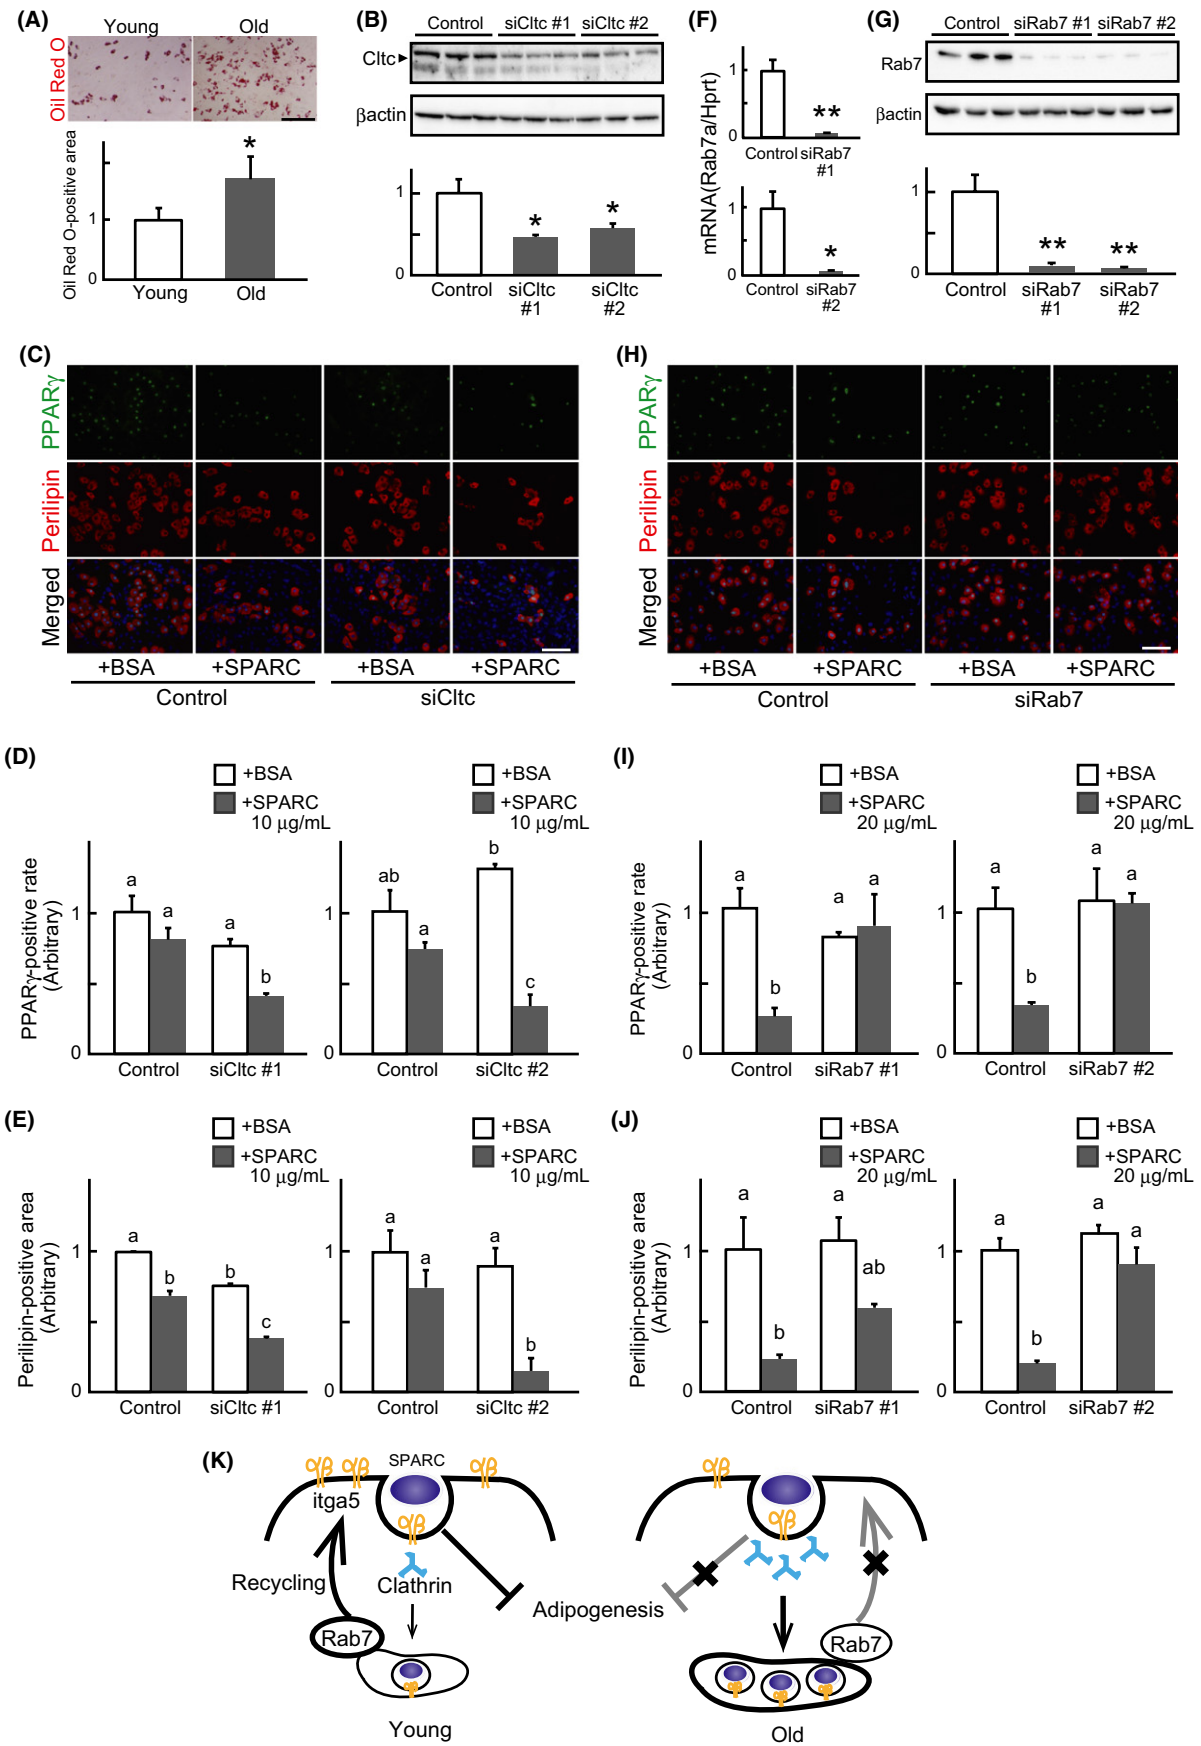 (A)
Young Old
Oil Red O
Oil Red O-positive area
*
1
0
Young Old
(B)
Control siCltc #1 siCltc #2
Cltc
βactin
1
0
* *
Control siCltc siCltc
#1 #2
(F)
mRNA(Rab7a/Hprt)
1
0
**
Control siRab7
#1
1
0
*
Control siRab7
#2
(G)
Control siRab7 #1 siRab7 #2
Rab7
βactin
1
0
** **
Control siRab7 siRab7
#1 #2
(C)
PPARγ
Perilipin
Merged
+BSA +SPARC +BSA +SPARC
Control siCltc
(H)
PPARγ
Perilipin
Merged
+BSA +SPARC +BSA +SPARC
Control siRab7
(D)
PPARγ-positive rate
(Arbitrary)
+BSA
+SPARC
10 μg/mL
1
0
a a a b
Control siCltc #1
+BSA
+SPARC
10 μg/mL
1
0
ab a b c
Control siCltc #2
(I)
PPARγ-positive rate
(Arbitrary)
+BSA
+SPARC
20 μg/mL
1
0
a b a a
Control siRab7 #1
+BSA
+SPARC
20 μg/mL
1
0
a b a a
Control siRab7 #2
(E)
Perilipin-positive area
(Arbitrary)
+BSA
+SPARC
10 μg/mL
1
0
a b b c
Control siCltc #1
+BSA
+SPARC
10 μg/mL
1
0
a a a b
Control siCltc #2
(J)
Perilipin-positive area
(Arbitrary)
+BSA
+SPARC
20 μg/mL
1
0
a b a ab
Control siRab7 #1
+BSA
+SPARC
20 μg/mL
1
0
a b a a
Control siRab7 #2
(K)
SPARC
αβ αβ αβ αβ
itga5
αβ αβ
Recycling Clathrin
Adipogenesis
Rab7 Rab7
Young Old